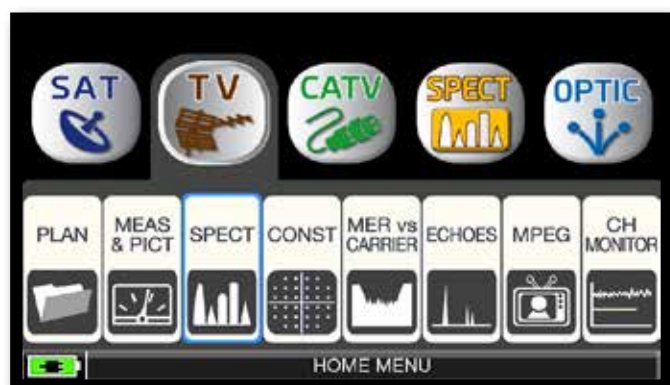 SAT TV CATV SPECT OPTIC
PLAN
MEAS
& PICT
SPECT
CONST
MER vs
CARRIER
ECHOES
MPEG
CH
MONITOR
HOME MENU